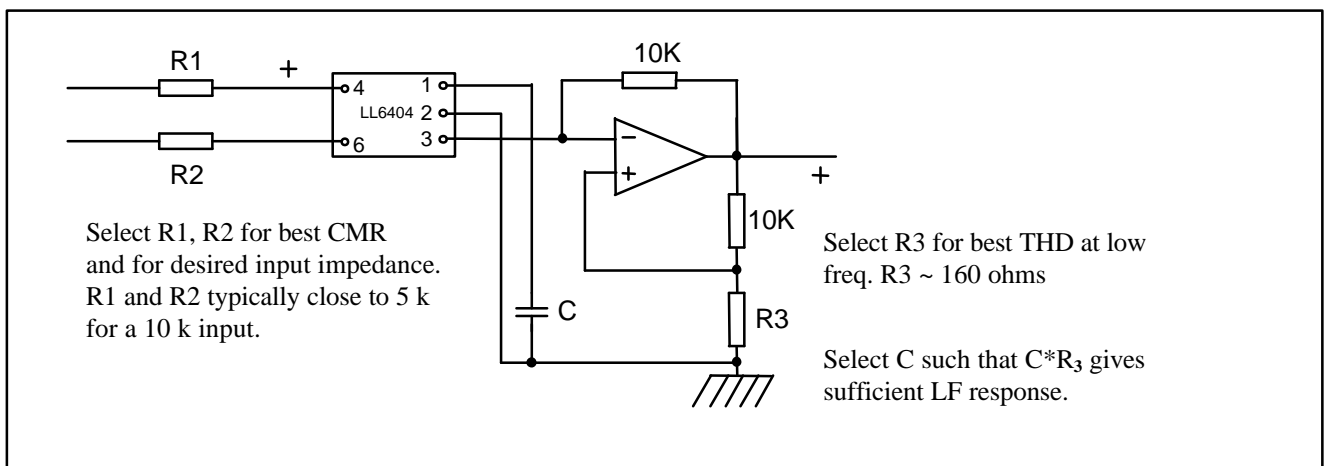 R1
+
4
1
LL6404
2
6
3
R2
10K
−
+
+
10K
Select R1, R2 for best CMR
and for desired input impedance.
R1 and R2 typically close to 5 k
for a 10 k input.
C
R3
Select R3 for best THD at low
freq. R3 ~ 160 ohms
Select C such that C*R₃ gives
sufficient LF response.